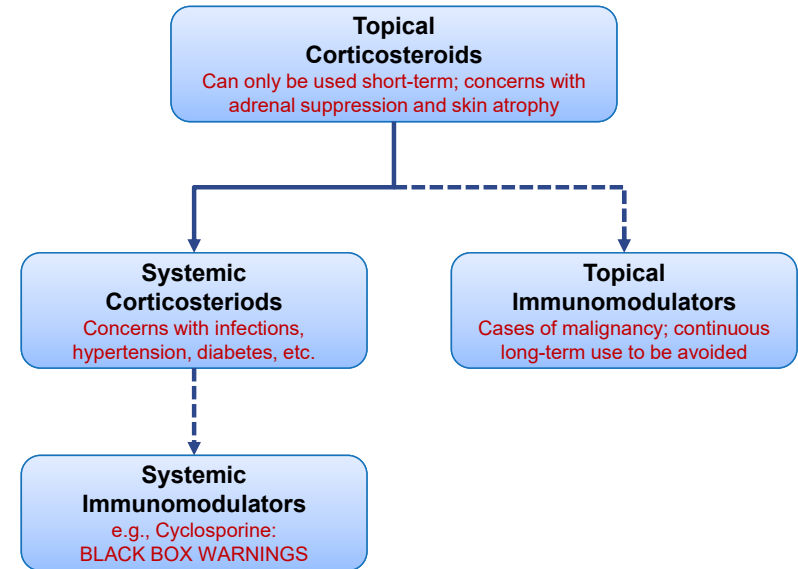 Topical
Corticosteroids
Can only be used short-term; concerns with
adrenal suppression and skin atrophy
Systemic
Corticosteriods
Concerns with infections,
hypertension, diabetes, etc.
Topical
Immunomodulators
Cases of malignancy; continuous
long-term use to be avoided
Systemic
Immunomodulators
e.g., Cyclosporine:
BLACK BOX WARNINGS